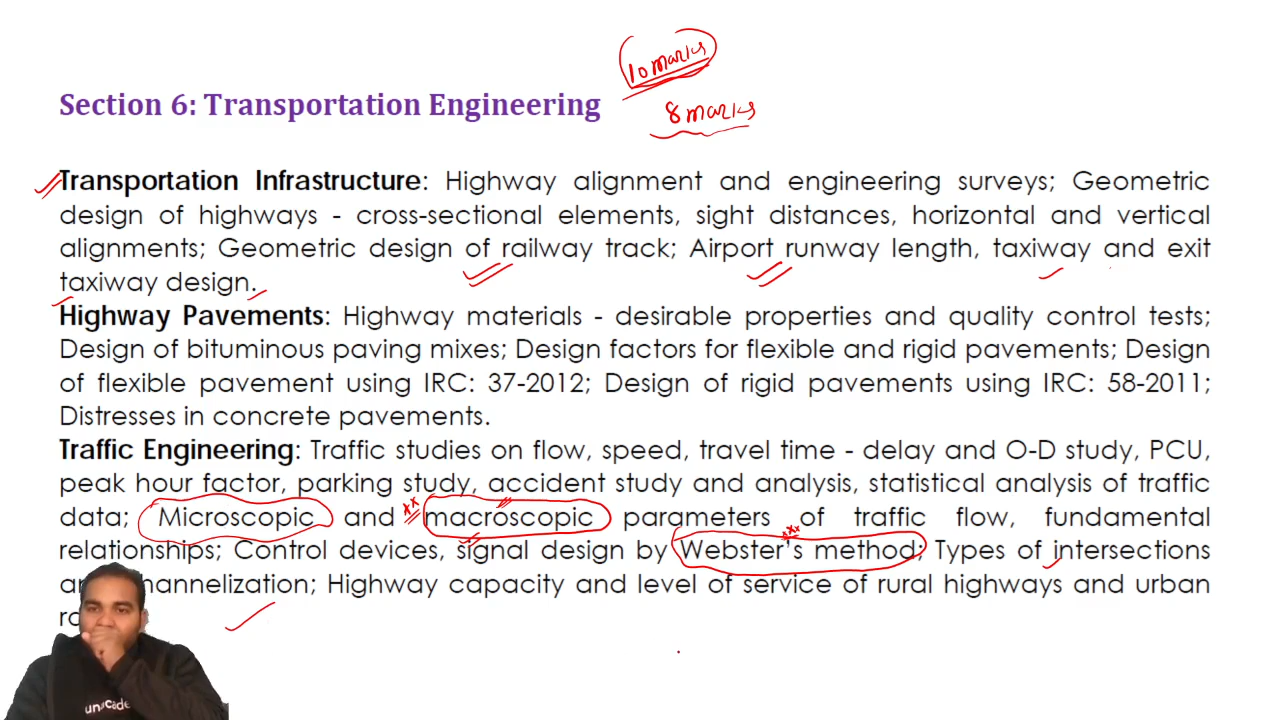 10 marks
Section 6: Transportation Engineering
8 marks
Transportation Infrastructure: Highway alignment and engineering surveys; Geometric
design of highways - cross-sectional elements, sight distances, horizontal and vertical
alignments; Geometric design of railway track; Airport runway length, taxiway and exit
taxiway design.
Highway Pavements: Highway materials - desirable properties and quality control tests;
Design of bituminous paving mixes; Design factors for flexible and rigid pavements; Design
of flexible pavement using IRC: 37-2012; Design of rigid pavements using IRC: 58-2011;
Distresses in concrete pavements.
Traffic Engineering: Traffic studies on flow, speed, travel time - delay and O-D study, PCU,
peak hour factor, parking study, accident study and analysis, statistical analysis of traffic
data; Microscopic and macroscopic parameters of traffic flow, fundamental
relationships; Control devices, signal design by Webster's method; Types of intersections
channelization; Highway capacity and level of service of rural highways and urban